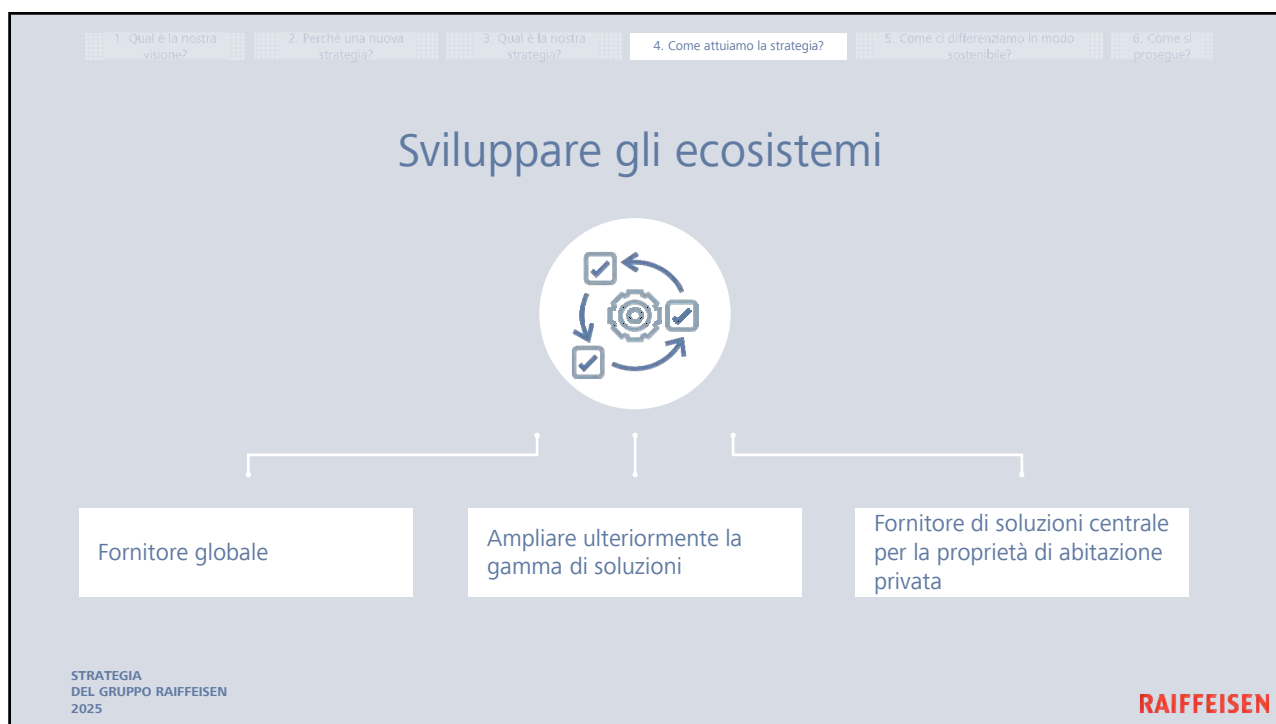 1. Qual è la nostra
visione?
2. Perché una nuova
strategia?
3. Qual è la nostra
strategia?
4. Come attuiamo la strategia?
5. Come ci differenziamo in modo
sostenibile?
6. Come si
prosegue?
Sviluppare gli ecosistemi
Fornitore globale
Ampliare ulteriormente la
gamma di soluzioni
Fornitore di soluzioni centrale
per la proprietà di abitazione
privata
STRATEGIA
DEL GRUPPO RAIFFEISEN
2025
RAIFFEISEN